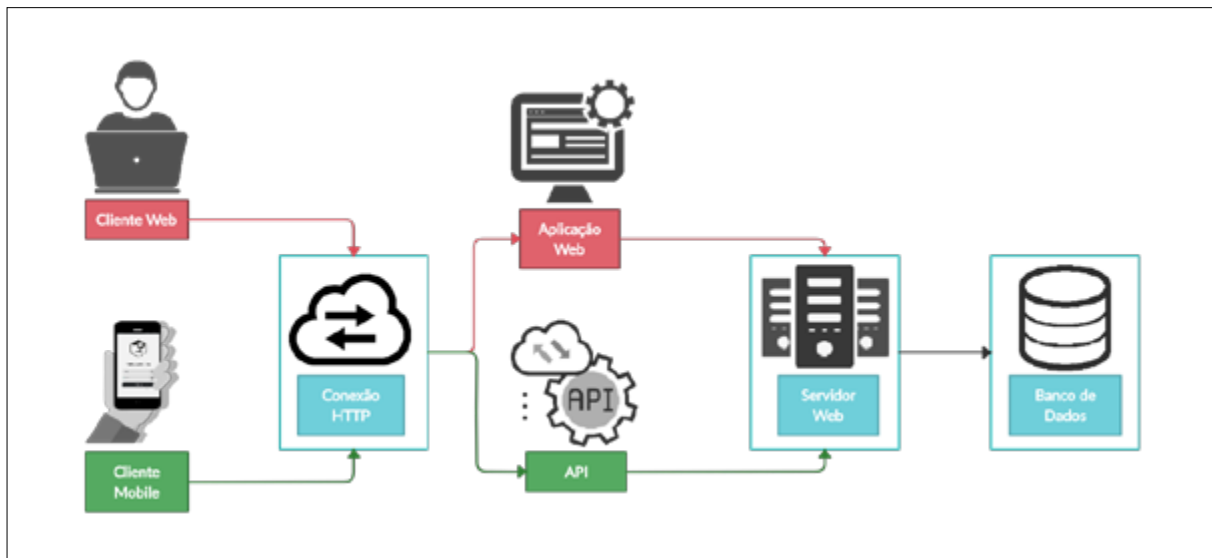 Cliente Web
Aplicação
Web
Conexão
HTTP
Servidor
Web
Banco de
Dados
API
Cliente
Mobile
API